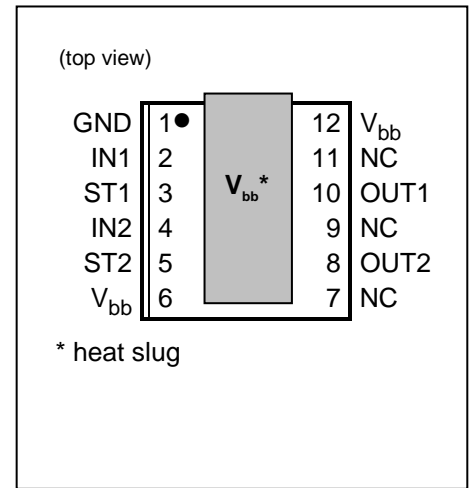 (top view)
GND 1 12 Vbb
IN1 2 11 NC
ST1 3 Vbb* 10 OUT1
IN2 4 9 NC
ST2 5 8 OUT2
Vbb 6 7 NC
* heat slug